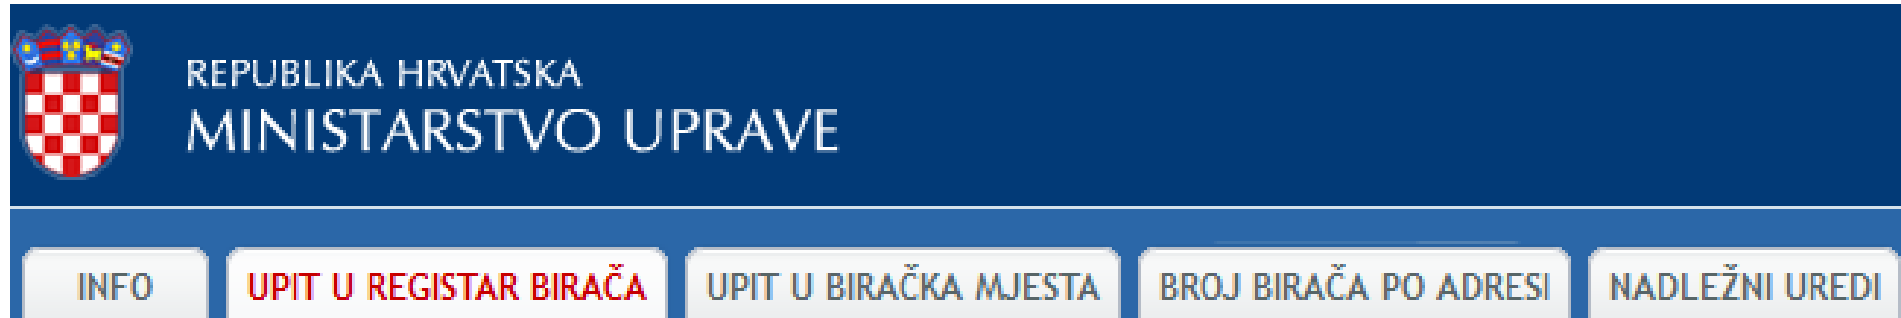 REPUBLIKA HRVATSKA
MINISTARSTVO UPRAVE
INFO
UPIT U REGISTAR BIRAČA
UPIT U BIRAČKA MJESTA
BROJ BIRAČA PO ADRESI
NADLEŽNI UREDI